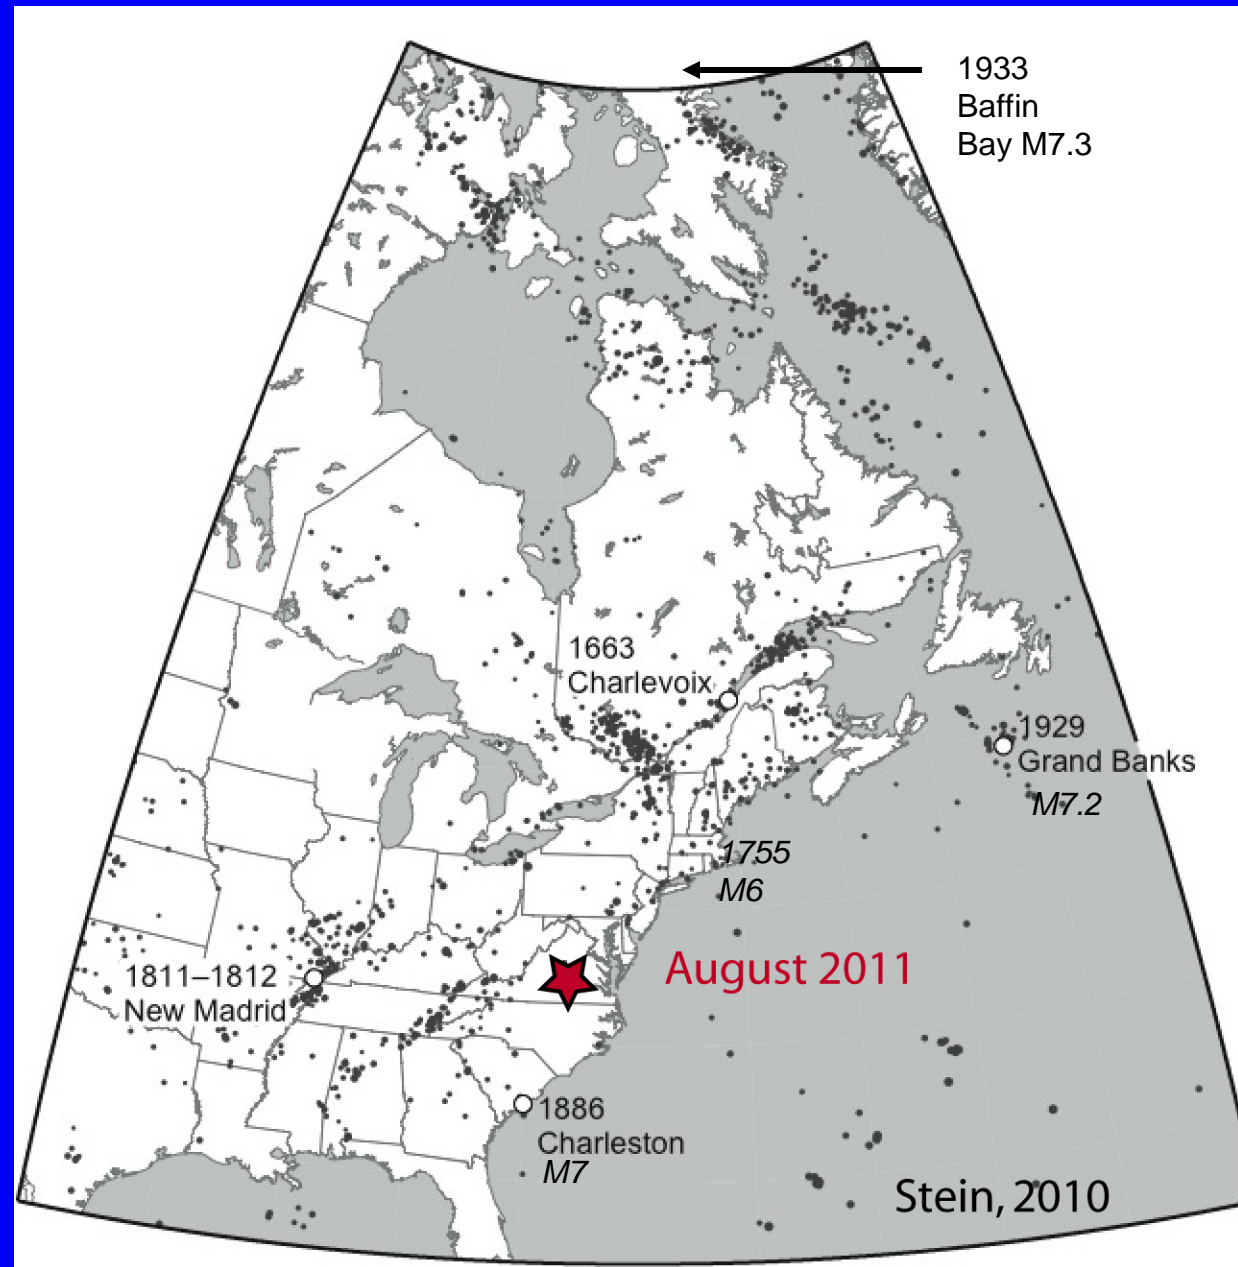 1933
Baffin
Bay M7.3
1663
Charlevoix
1929
Grand Banks
M7.2
1755
M6
August 2011
1811–1812
New Madrid
1886
Charleston
M7
Stein, 2010